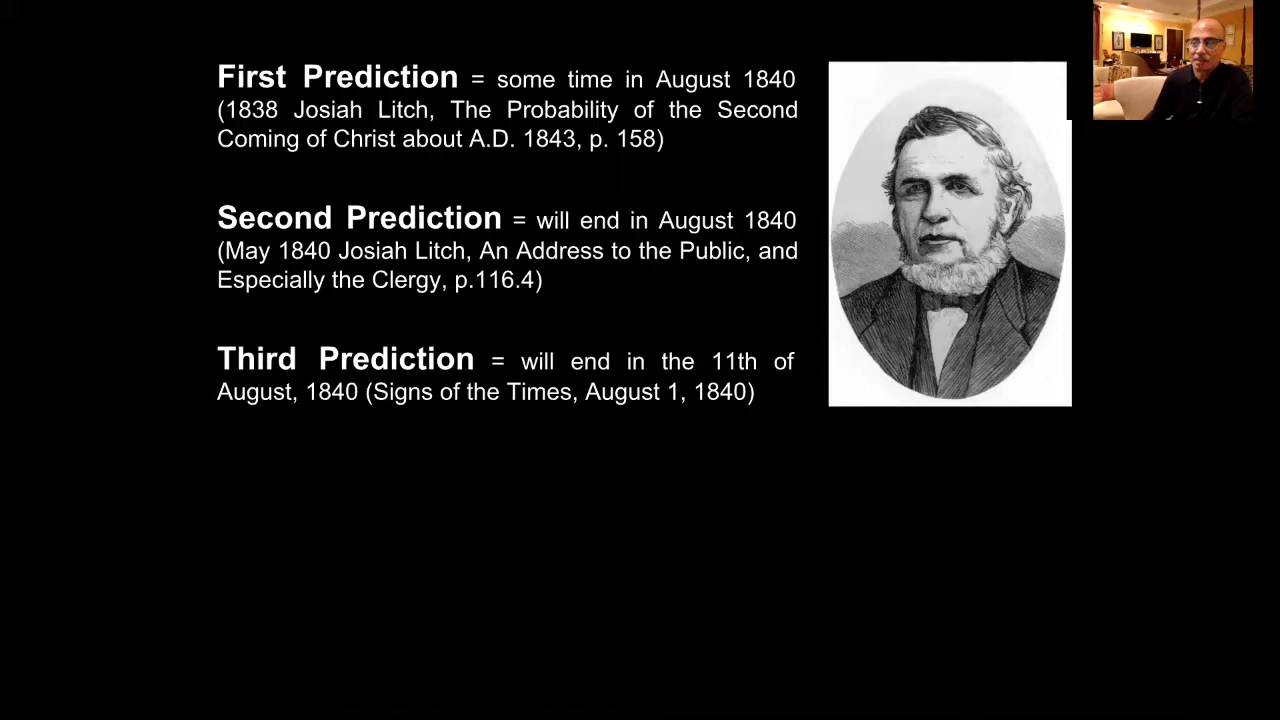 First Prediction = some time in August 1840
(1838 Josiah Litch, The Probability of the Second
Coming of Christ about A.D. 1843, p. 158)
Second Prediction = will end in August 1840
(May 1840 Josiah Litch, An Address to the Public, and
Especially the Clergy, p.116.4)
Third Prediction = will end in the 11th of
August, 1840 (Signs of the Times, August 1, 1840)